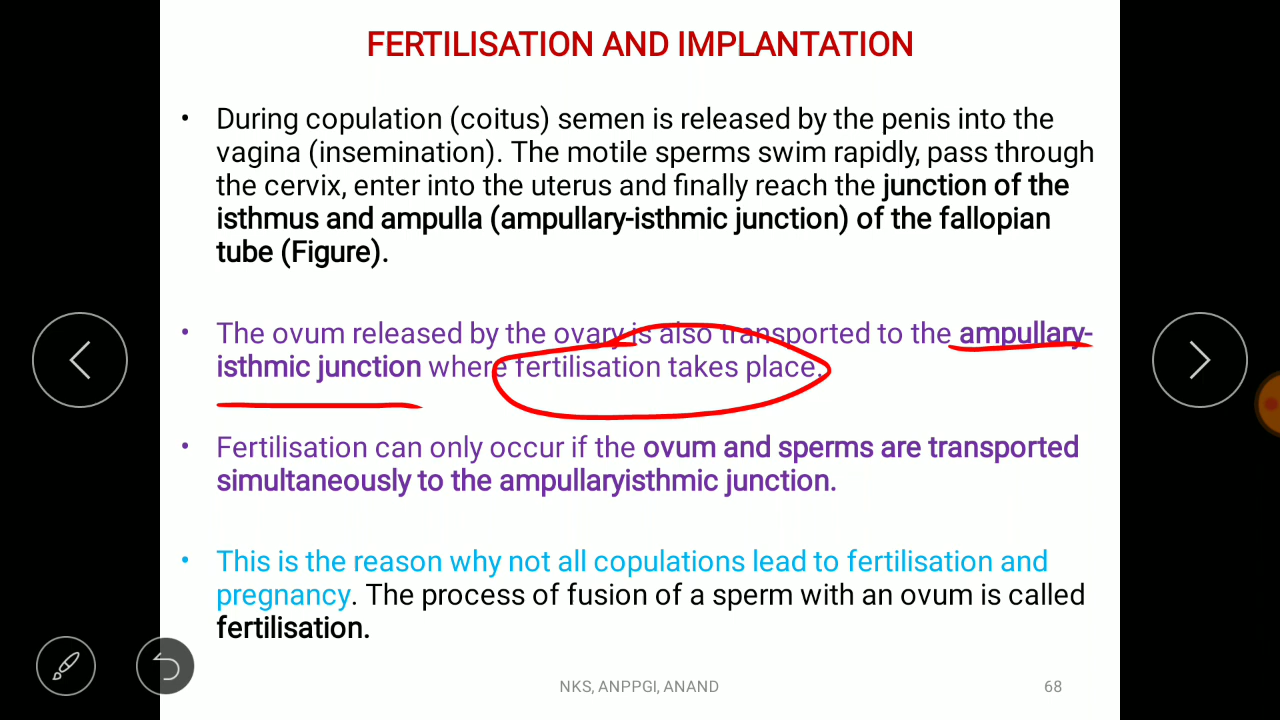 FERTILISATION AND IMPLANTATION
• During copulation (coitus) semen is released by the penis into the
vagina (insemination). The motile sperms swim rapidly, pass through
the cervix, enter into the uterus and finally reach the junction of the
isthmus and ampulla (ampullary-isthmic junction) of the fallopian
tube (Figure).
• The ovum released by the ovary is also transported to the ampullary-
isthmic junction where fertilisation takes place.
• Fertilisation can only occur if the ovum and sperms are transported
simultaneously to the ampullaryisthmic junction.
• This is the reason why not all copulations lead to fertilisation and
pregnancy. The process of fusion of a sperm with an ovum is called
fertilisation.
NKS, ANPPGI, ANAND 68